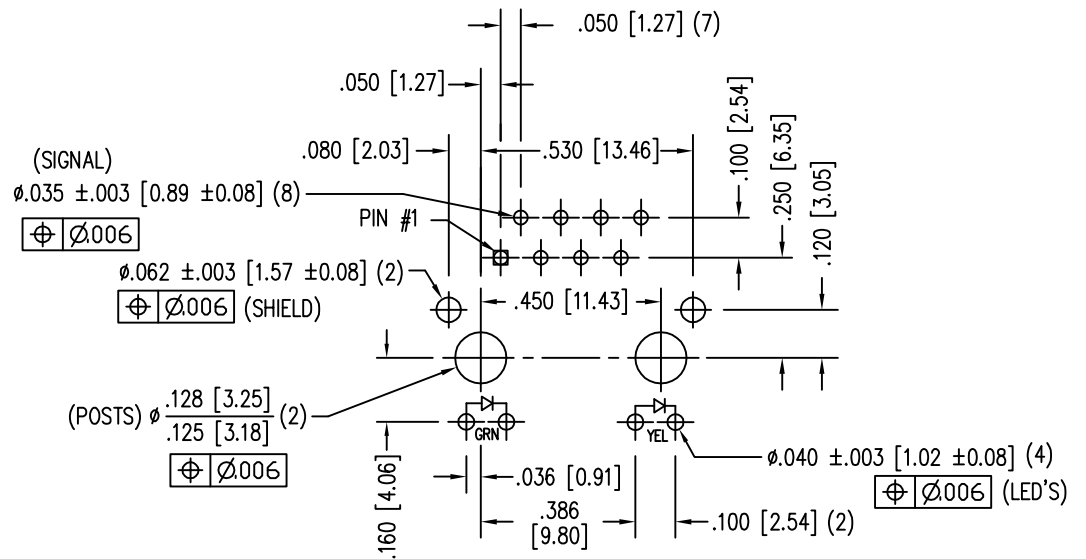 .050 [1.27] (7)
.050 [1.27]
.080 [2.03]
.530 [13.46]
.100 [2.54]
.250 [6.35]
.120 [3.05]
(SIGNAL)
ø.035 ±.003 [0.89 ±0.08] (8)
⌖ Ø.006
PIN #1
ø.062 ±.003 [1.57 ±0.08] (2)
⌖ Ø.006 (SHIELD)
.450 [11.43]
(POSTS) ø .128 [3.25] (2)
.125 [3.18]
⌖ Ø.006
GRN
YEL
ø.040 ±.003 [1.02 ±0.08] (4)
⌖ Ø.006 (LED'S)
.036 [0.91]
.386
[9.80]
.100 [2.54] (2)
.160 [4.06]